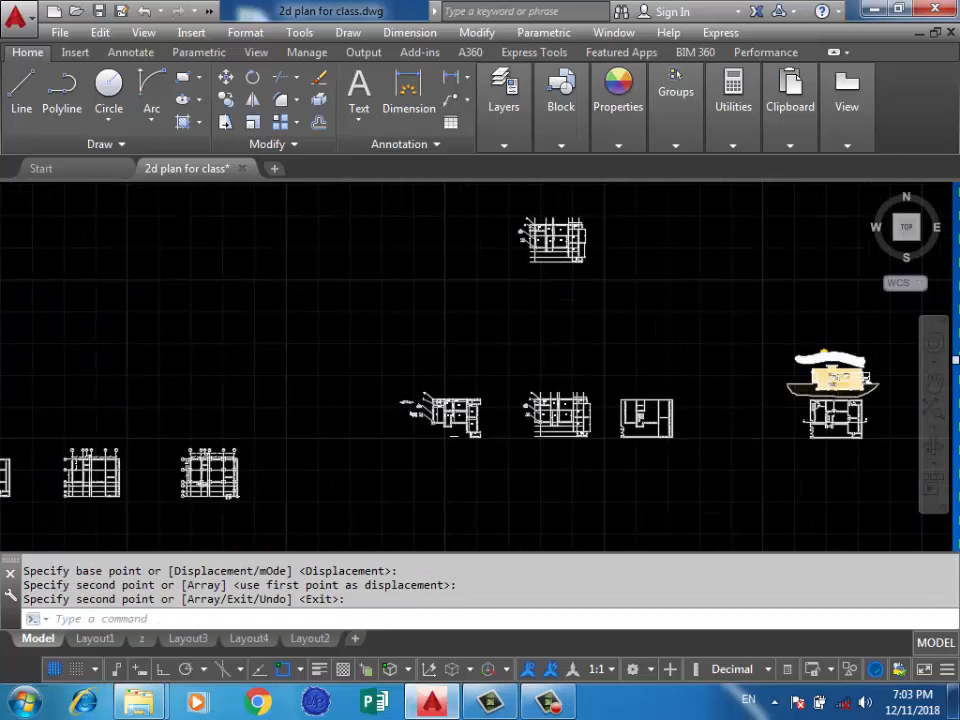 2d plan for class.dwg
Type a keyword or phrase
Sign In
File Edit View Insert Format Tools Draw Dimension Modify Parametric Window Help Express
Home Insert Annotate Parametric View Manage Output Add-ins A360 Express Tools Featured Apps BIM 360 Performance
Line Polyline Circle Arc Text Dimension Layers Block Properties Groups Utilities Clipboard View
Draw Modify Annotation
Start 2d plan for class*
N
W TOP E
S
WCS
Specify base point or [Displacement/mOde] <Displacement>:
Specify second point or [Array] <use first point as displacement>:
Specify second point or [Array/Exit/Undo] <Exit>:
Type a command
Model Layout1 z Layout3 Layout4 Layout2 MODEL
1:1 Decimal
EN 7:03 PM
12/11/2018